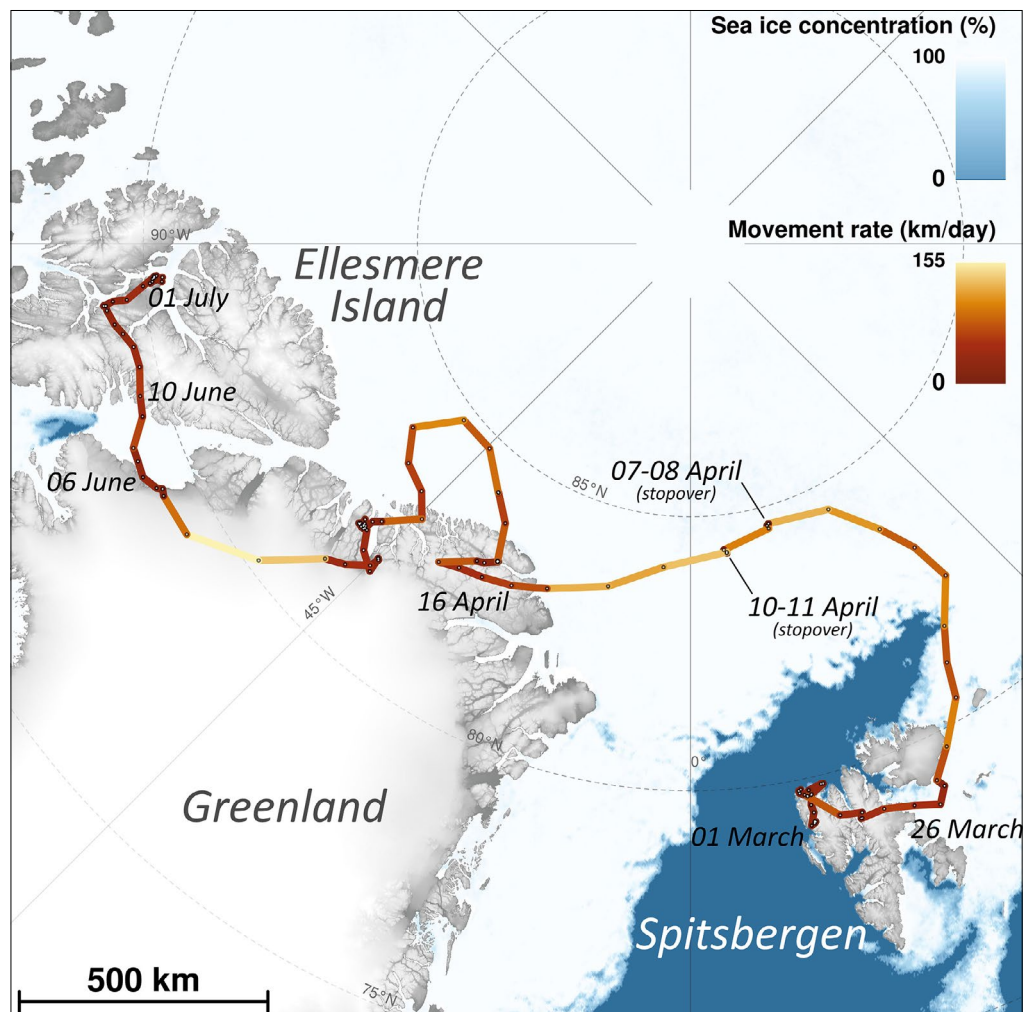 Sea ice concentration (%)
100
0
Movement rate (km/day)
155
0
90°W
Ellesmere
Island
01 July
10 June
06 June
07-08 April
(stopover)
85°N
10-11 April
(stopover)
45°W
16 April
80°N
0°
Greenland
01 March
26 March
Spitsbergen
500 km
75°N